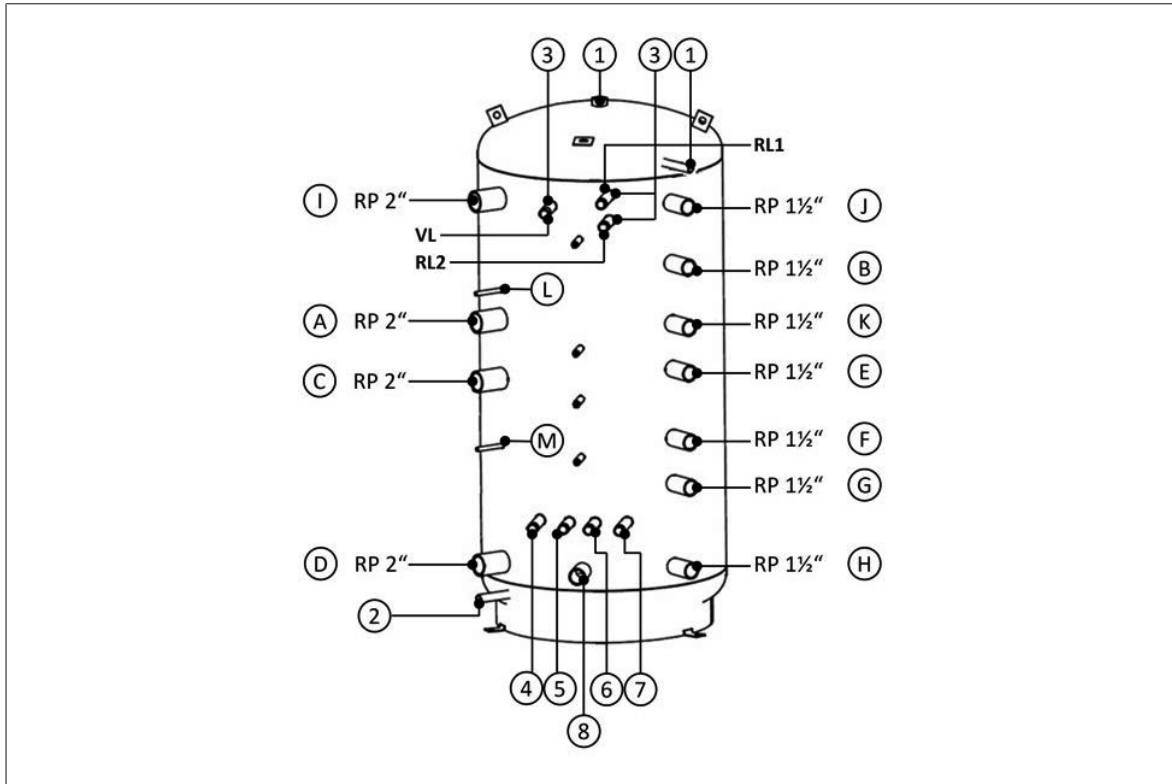 3 1 3 1
RL1
I RP 2“ RP 1½“ J
VL
RL2 RP 1½“ B
L
A RP 2“ RP 1½“ K
C RP 2“ RP 1½“ E
M RP 1½“ F
RP 1½“ G
D RP 2“ RP 1½“ H
2
4 5 6 7
8